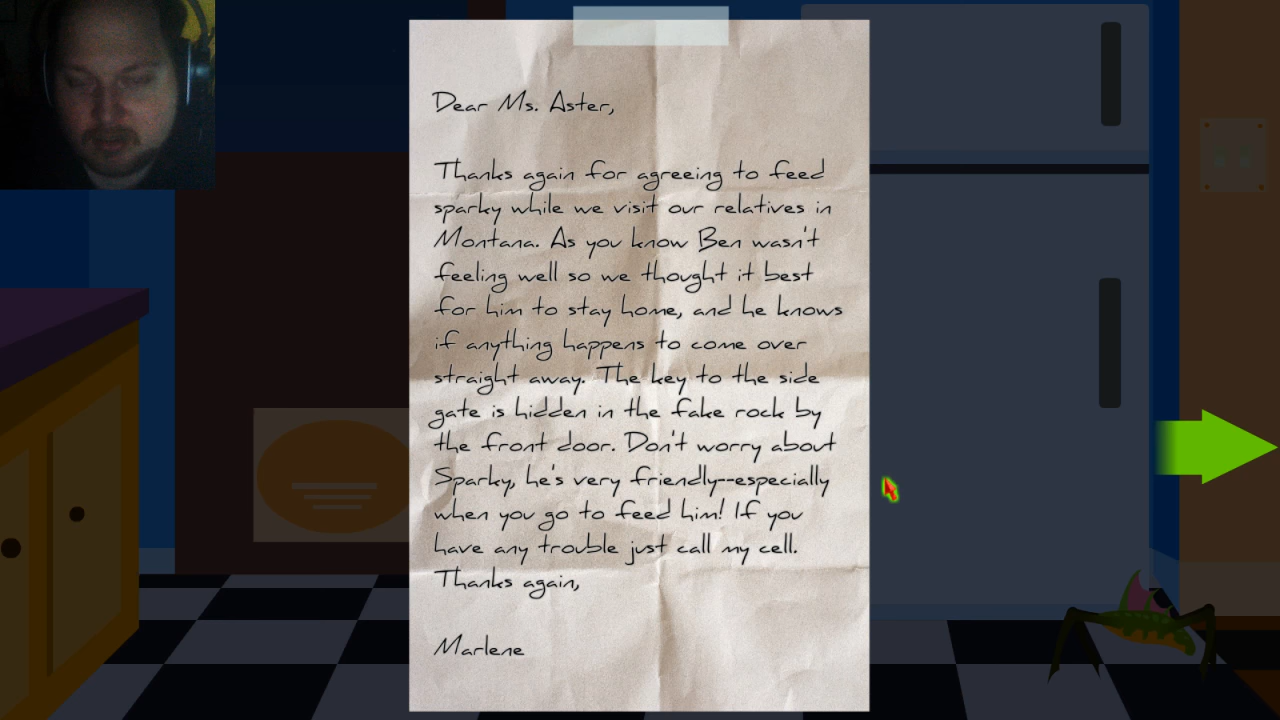 Dear Ms. Aster,
Thanks again for agreeing to feed
sparky while we visit our relatives in
Montana. As you know Ben wasn't
feeling well so we thought it best
for him to stay home, and he knows
if anything happens to come over
straight away. The key to the side
gate is hidden in the fake rock by
the front door. Don't worry about
Sparky, he's very friendly--especially
when you go to feed him! If you
have any trouble just call my cell.
Thanks again,
Marlene